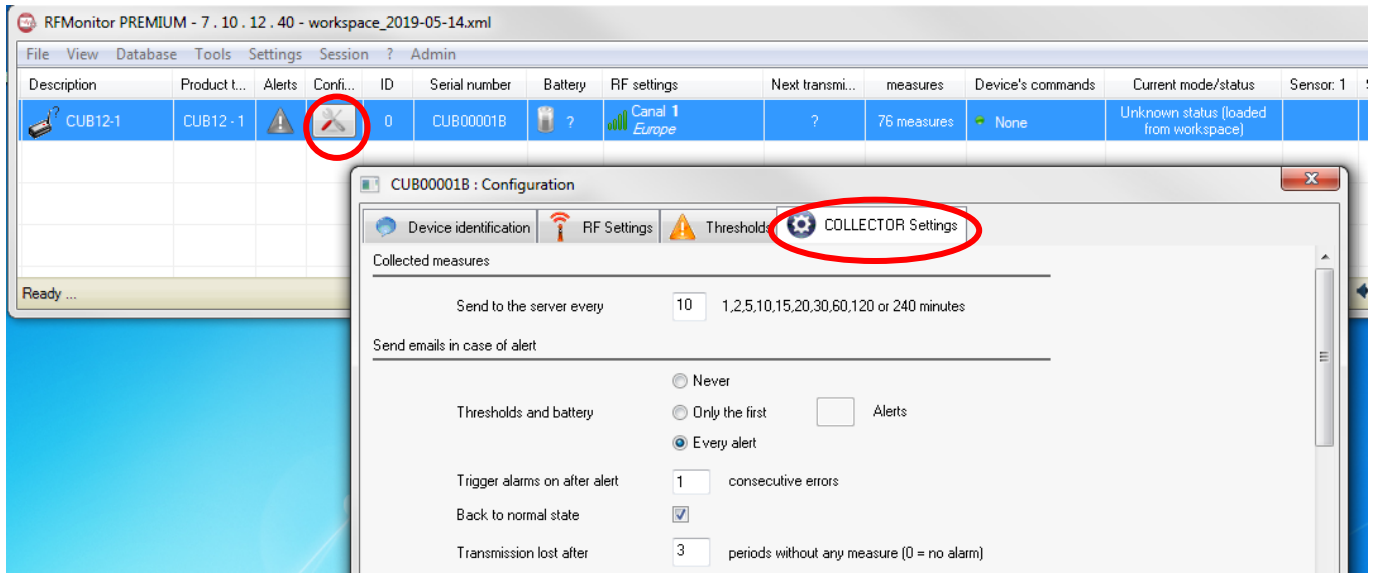 RFMonitor PREMIUM - 7 . 10 . 12 . 40 - workspace_2019-05-14.xml
File View Database Tools Settings Session ? Admin
Description Product t... Alerts Confi... ID Serial number Battery RF settings Next transmi... measures Device's ommands Current mode/status Sensor: 1
CUB12-1 CUB12 - 1 0 CUB00001B ? Canal 1 ? 76 measures None Unknown status (loaded
Europe from workspace)
CUB00001B : Configuration
Device identification RF Settings Thresholds COLLECTOR Settings
Collected measures
Ready ...
Send to the server every 10 1,2,5,10,15,20,30,60,120 or 240 minutes
Send emails in case of alert
Never
Thresholds and battery Only the first Alerts
Every alert
Trigger alarms on after alert 1 consecutive errors
Back to normal state
Transmission lost after 3 periods without any measure (0 = no alarm)